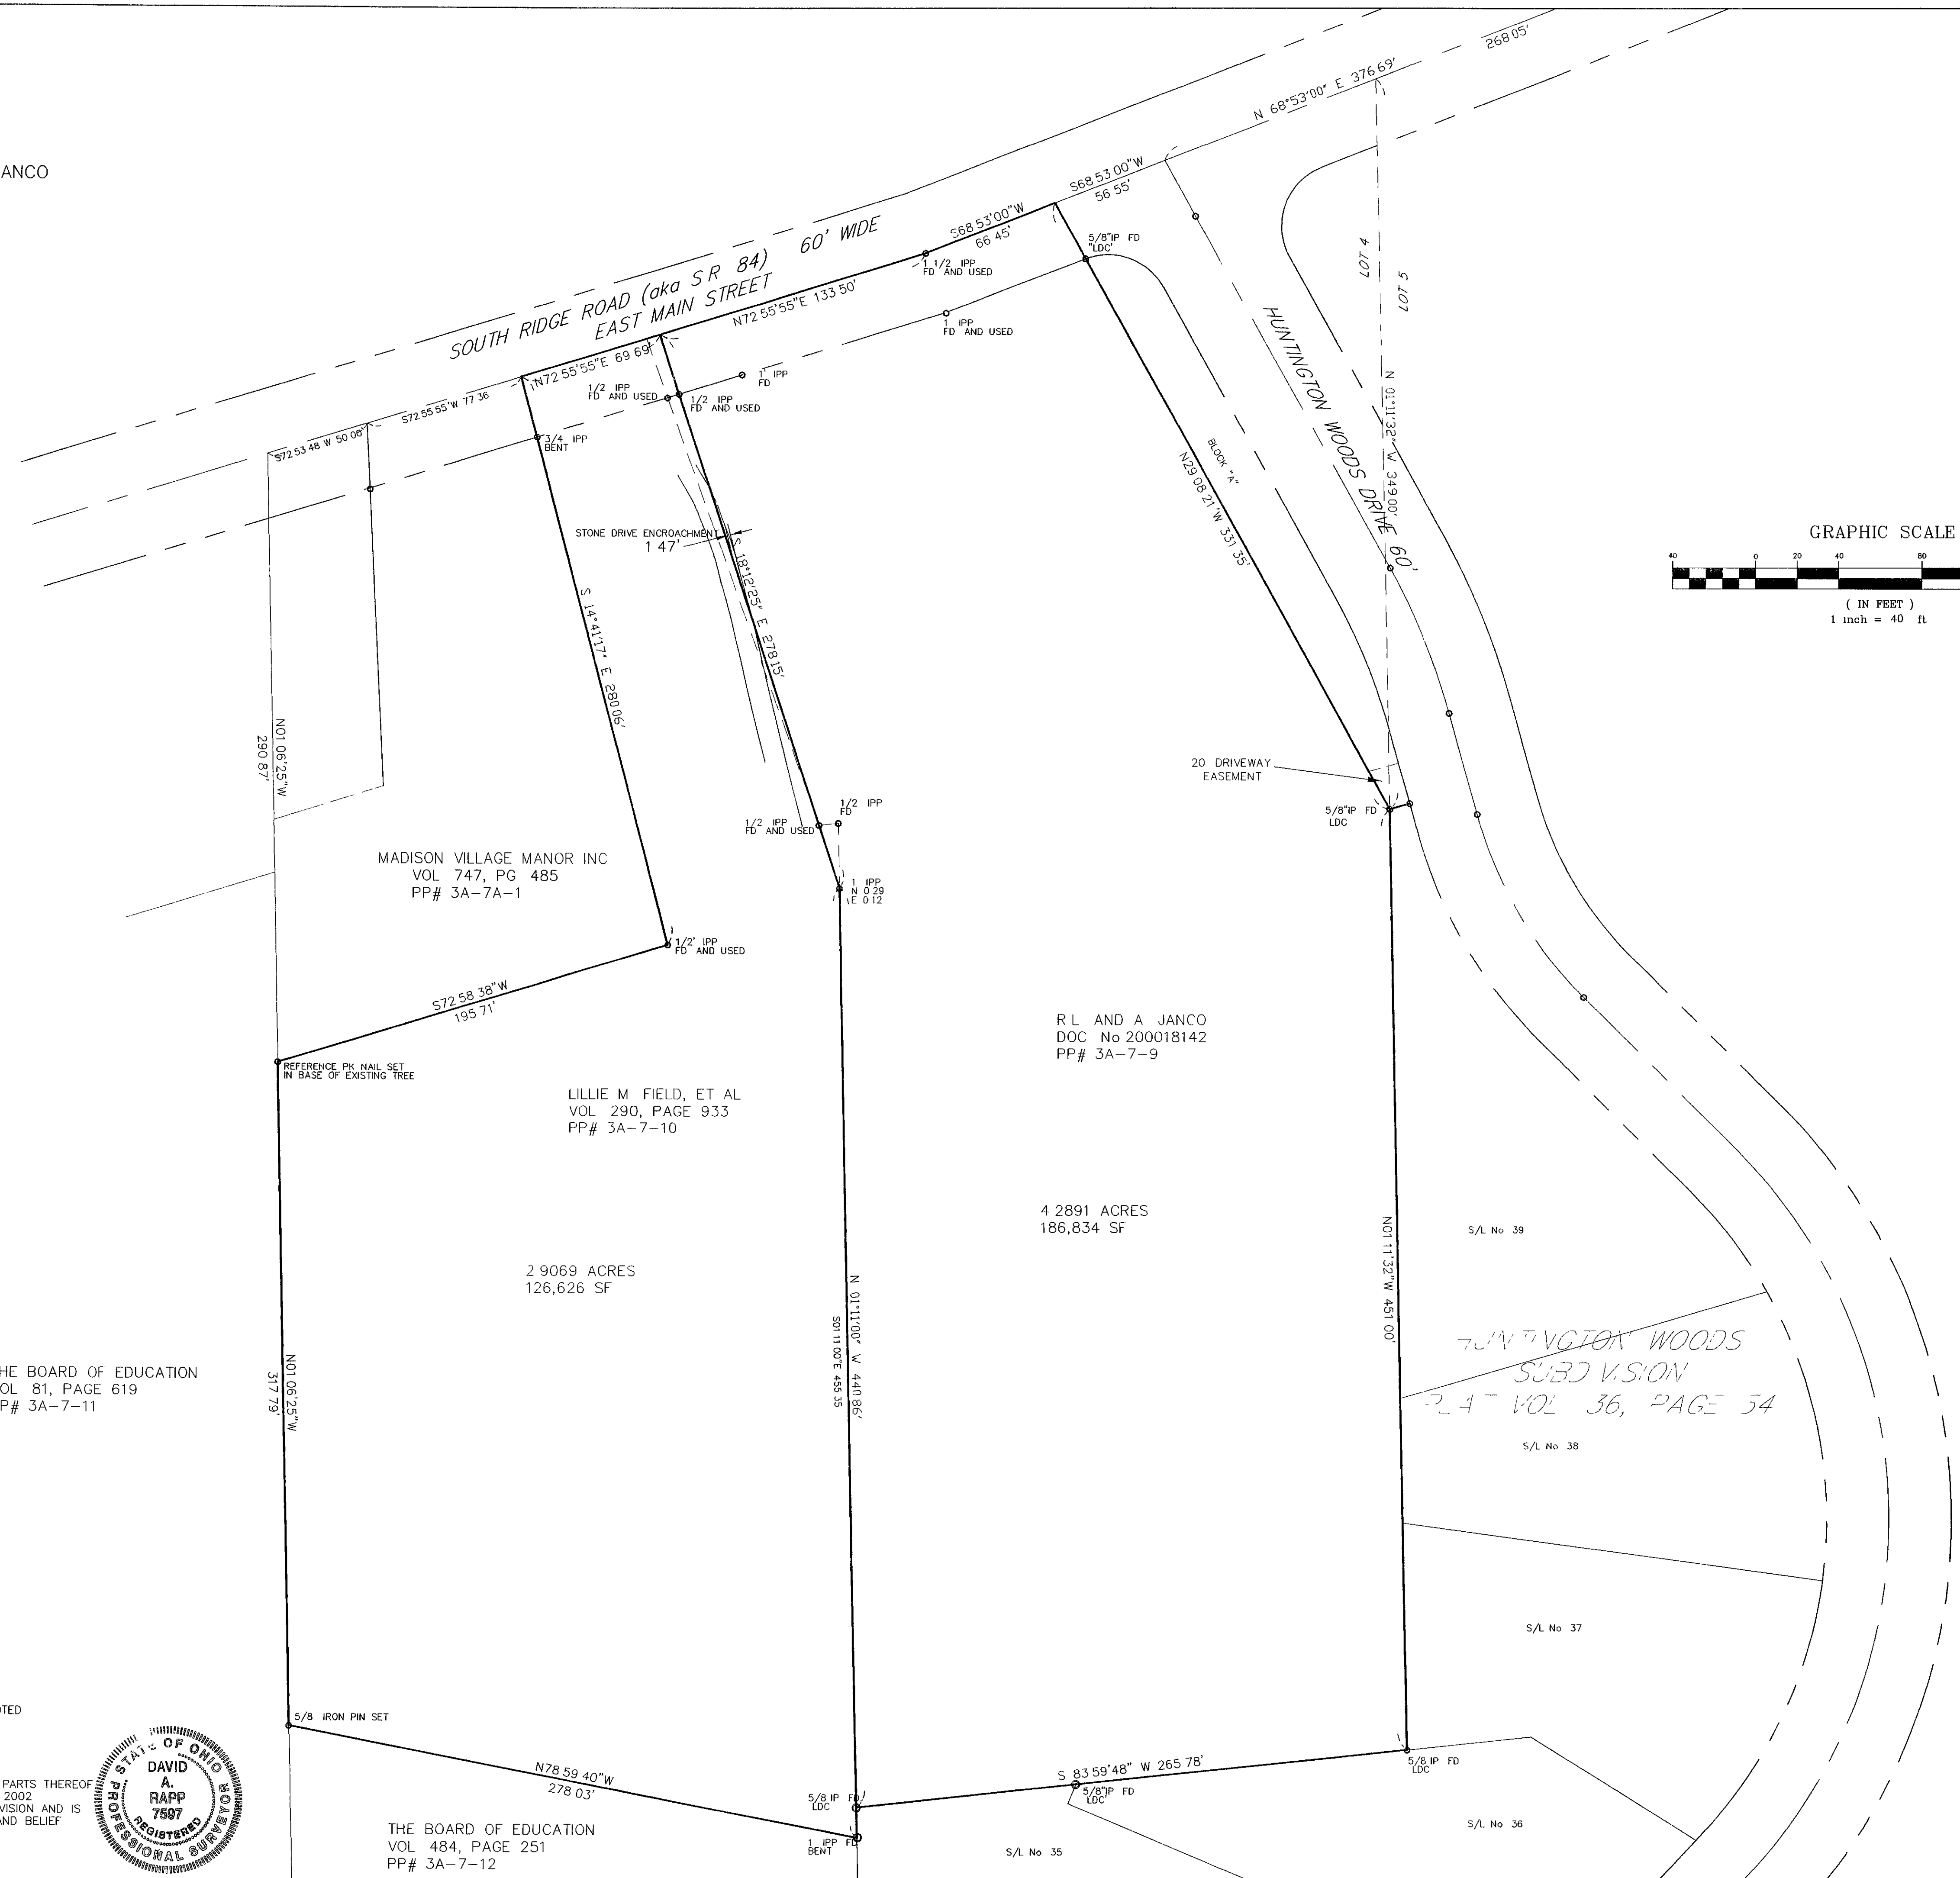 268 05'
N 68°53'00" E 376 69'
ANCO
S68 53 00"W
56 55'
S68 53'00"W
66 45'
60' WIDE
SOUTH RIDGE ROAD (aka S R 84)
EAST MAIN STREET
5/8"IP FD
"LDC'
1 1/2 IPP
FD AND USED
N72 55'55"E 133 50'
1 IPP
FD AND USED
N72 55'55"E 69 69'
1' IPP
FD
1/2 IPP
FD AND USED
1/2 IPP
FD AND USED
S72 55 55'W 77 36
3/4 IPP
BENT
S72 53 48 W 50 06'
LOT 4
LOT 5
HUNTINGTON WOODS DRIVE 60'
N 01°11'32" W 349 00'
BLOCK "A"
N29 08 21'W 331 35'
STONE DRIVE ENCROACHMENT
1 47'
S 18°12'25" E 278 15'
S 14°41'17" E 280 06'
GRAPHIC SCALE
40 0 20 40 80
( IN FEET )
1 inch = 40 ft
N01 06'25"W
290 87'
20 DRIVEWAY
EASEMENT
5/8"IP FD
LDC
1/2 IPP
FD
1/2 IPP
FD AND USED
MADISON VILLAGE MANOR INC
VOL 747, PG 485
PP# 3A-7A-1
1 IPP
N 0 29
E 0 12
1/2' IPP
FD AND USED
S72 58 38"W
195 71'
REFERENCE PK NAIL SET
IN BASE OF EXISTING TREE
R L AND A JANCO
DOC No 200018142
PP# 3A-7-9
LILLIE M FIELD, ET AL
VOL 290, PAGE 933
PP# 3A-7-10
4 2891 ACRES
186,834 SF
2 9069 ACRES
126,626 SF
N 01°11'00" W 440 86'
S01 11 00"E 455 35
N01 11'32"W 451 00'
S/L No 39
HUNTINGTON WOODS
SUBDIVISION
PLAT VOL 36, PAGE 54
S/L No 38
HE BOARD OF EDUCATION
OL 81, PAGE 619
P# 3A-7-11
N01 06'25"W
317 79'
S/L No 37
OTED
5/8 IRON PIN SET
PARTS THEREOF
2002
VISION AND IS
AND BELIEF
STATE OF OHIO
DAVID
A.
RAPP
7597
REGISTERED
PROFESSIONAL SURVEYOR
N78 59 40"W
278 03'
S 83 59'48" W 265 78'
5/8 IP FD
LDC
5/8"IP FD
LDC'
5/8 IP FD
LDC
1 IPP FD
BENT
THE BOARD OF EDUCATION
VOL 484, PAGE 251
PP# 3A-7-12
S/L No 35
S/L No 36